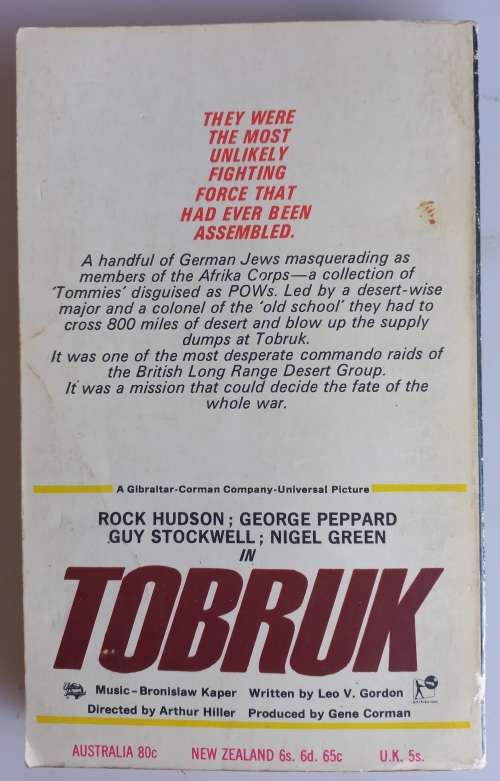 THEY WERE
THE MOST
UNLIKELY
FIGHTING
FORCE THAT
HAD EVER BEEN
ASSEMBLED.
A handful of German Jews masquerading as
members of the Afrika Corps—a collection of
'Tommies' disguised as POWs. Led by a desert-wise
major and a colonel of the 'old school' they had to
cross 800 miles of desert and blow up the supply
dumps at Tobruk.
It was one of the most desperate commando raids of
the British Long Range Desert Group.
It was a mission that could decide the fate of the
whole war.
A Gibraltar-Corman Company-Universal Picture
ROCK HUDSON; GEORGE PEPPARD
GUY STOCKWELL; NIGEL GREEN
IN
TOBRUK
Music–Bronislaw Kaper Written by Leo V. Gordon
Directed by Arthur Hiller Produced by Gene Corman
AUSTRALIA 80c NEW ZEALAND 6s. 6d. 65c U.K. 5s.